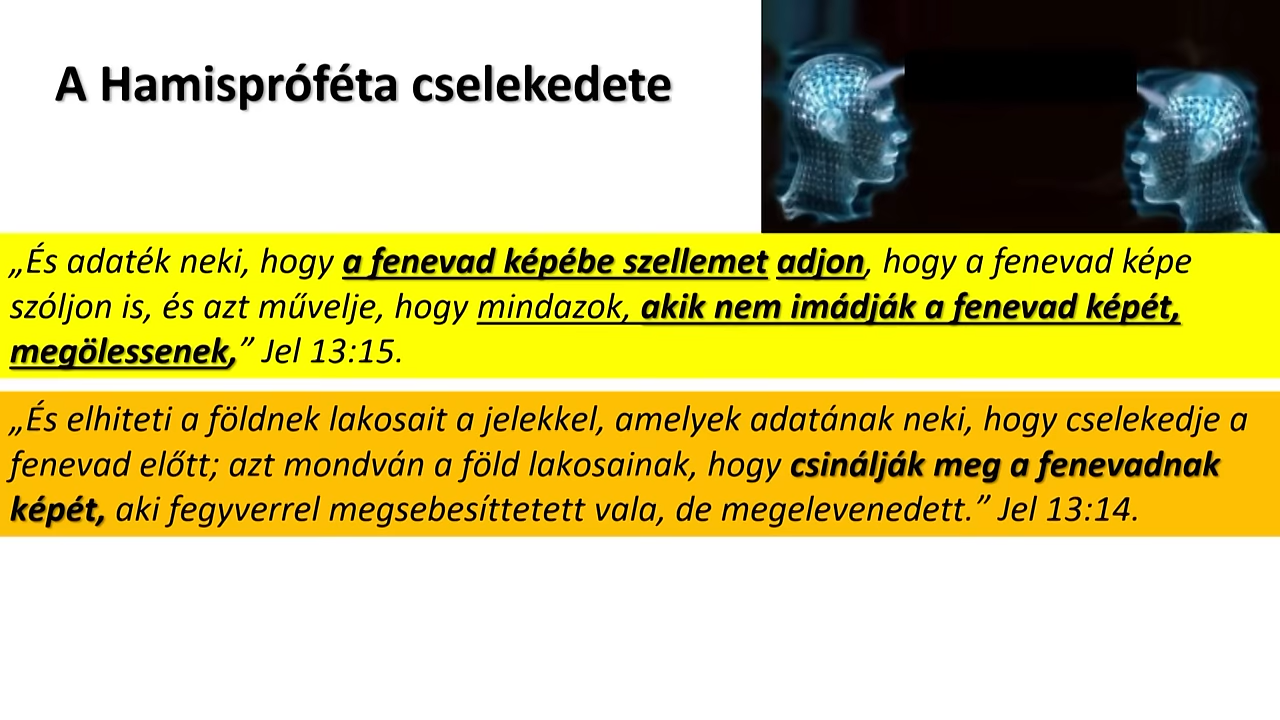 A Hamispróféta cselekedete
„És adaték neki, hogy a fenevad képébe szellemet adjon, hogy a fenevad képe
szóljon is, és azt művelje, hogy mindazok, akik nem imádják a fenevad képét,
megölessenek,” Jel 13:15.
„És elhiteti a földnek lakosait a jelekkel, amelyek adatának neki, hogy cselekedje a
fenevad előtt; azt mondván a föld lakosainak, hogy csinálják meg a fenevadnak
képét, aki fegyverrel megsebesíttetett vala, de megelevenedett.” Jel 13:14.